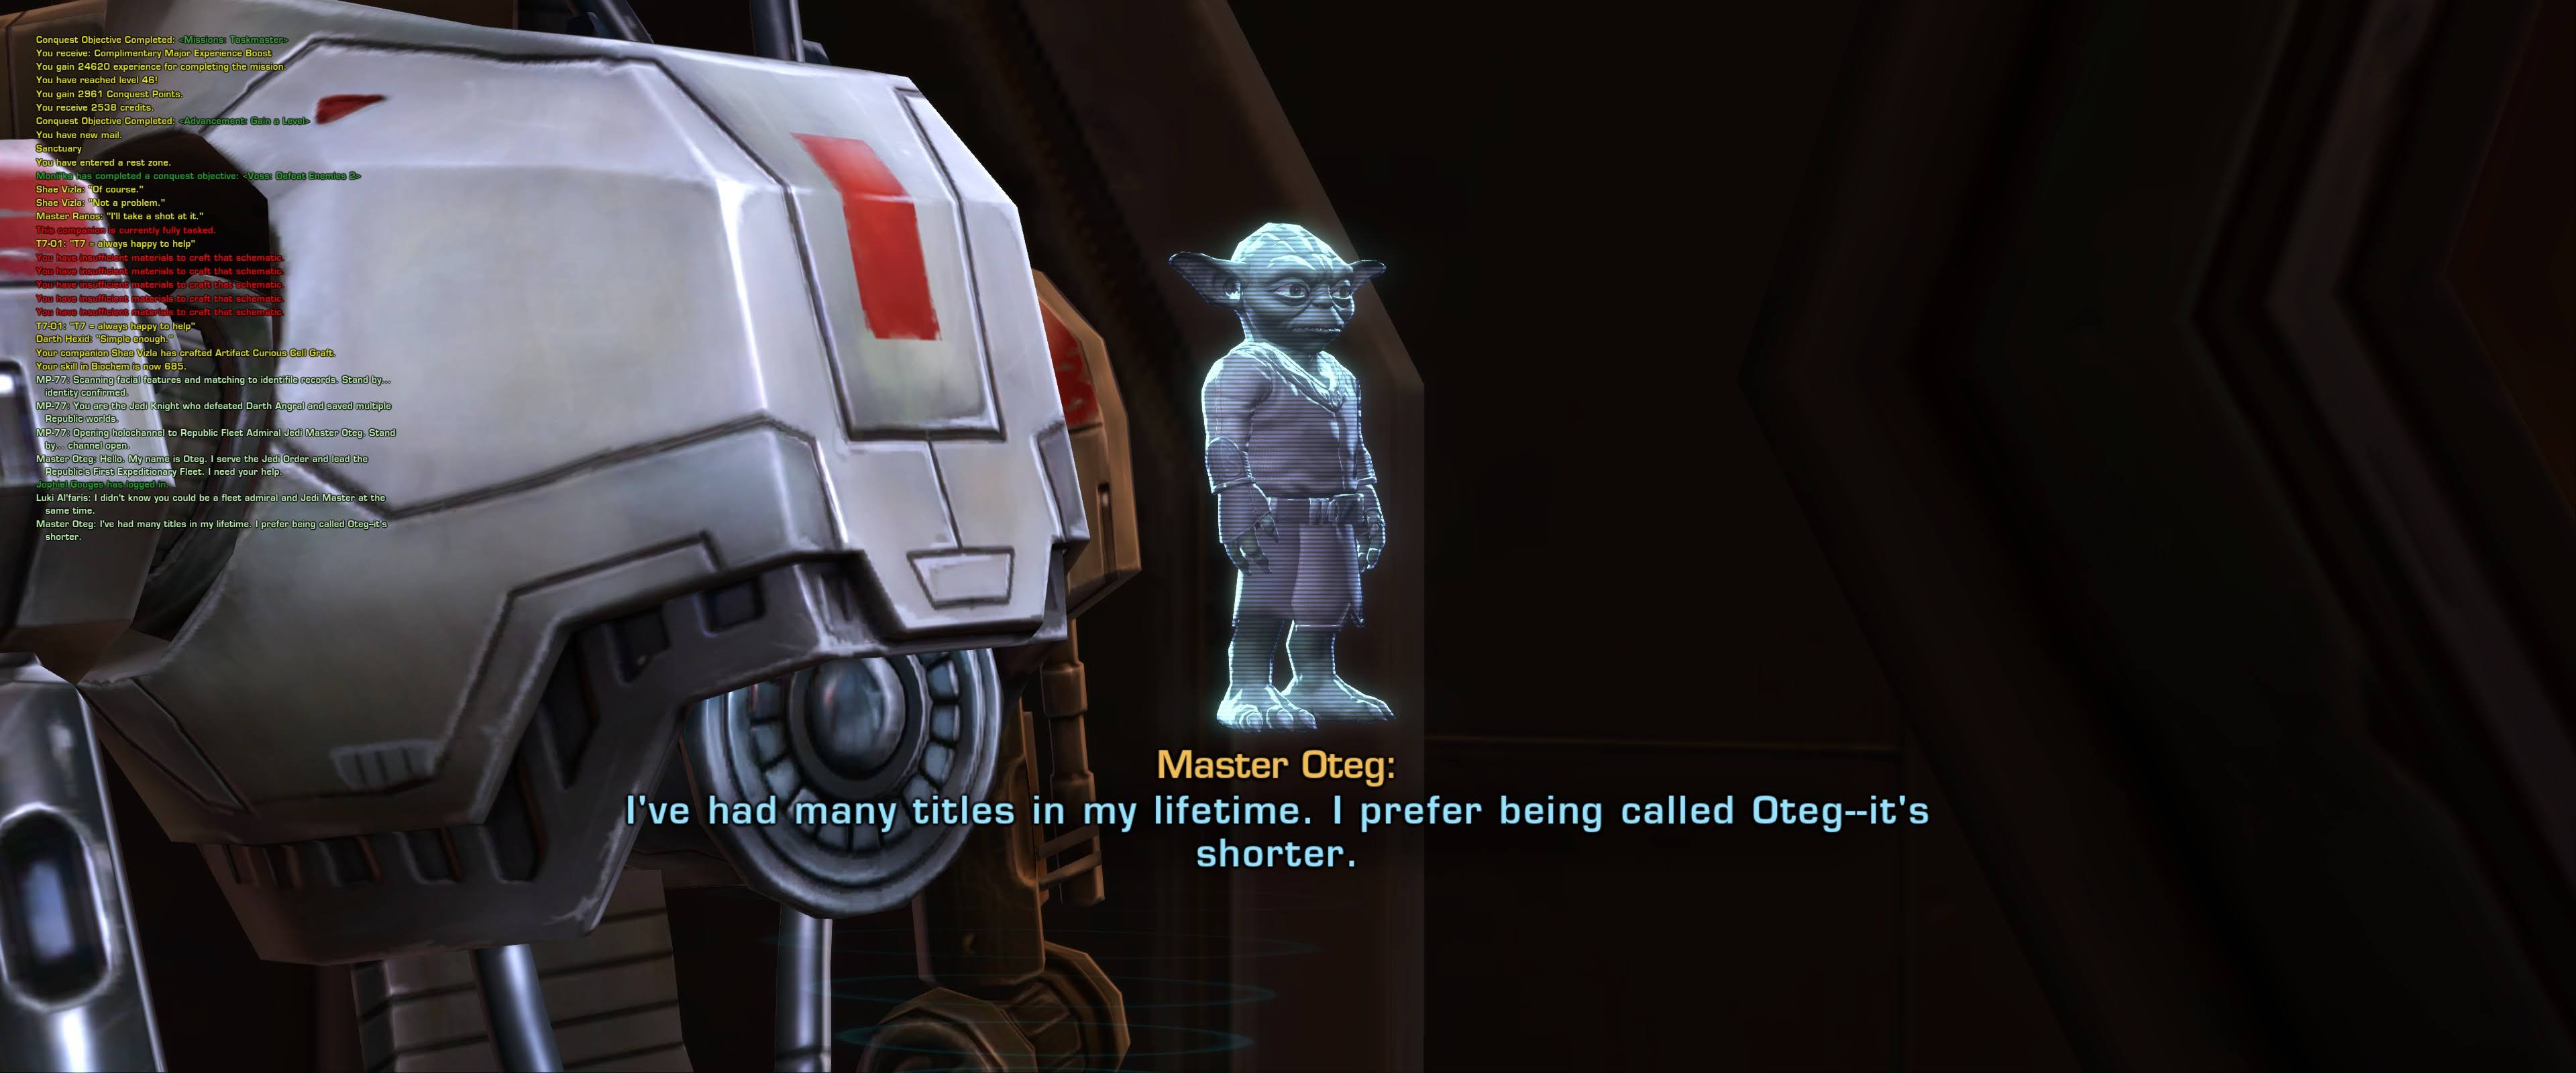 Conquest Objective Completed: <Missions: Taskmaster>
You receive: Complimentary Major Experience Boost
You gain 24620 experience for completing the mission.
You have reached level 46!
You gain 2961 Conquest Points.
You receive 2538 credits.
Conquest Objective Completed: <Advancement: Gain a Level>
You have new mail.
Sanctuary
You have entered a rest zone.
has completed a conquest objective: <Voss: Defeat Enemies 2>
Shae Vizla: "Of course."
Shae Vizla: "Not a problem."
Master Ranos: "I'll take a shot at it."
This companion is currently fully tasked.
T7-01: "T7 = always happy to help"
You have insufficient materials to craft that schematic.
You have insufficient materials to craft that schematic.
You have insufficient materials to craft that schematic.
You have insufficient materials to craft that schematic.
You have insufficient materials to craft that schematic.
T7-01: "T7 = always happy to help"
Darth Hexid: "Simple enough."
Your companion Shae Vizla has crafted Artifact Curious Cell Graft.
Your skill in Biochem is now 685.
MP-77: Scanning facial features and matching to identifile records. Stand by...
identity confirmed.
MP-77: You are the Jedi Knight who defeated Darth Angral and saved multiple
Republic worlds.
MP-77: Opening holochannel to Republic Fleet Admiral Jedi Master Oteg. Stand
by... channel open.
Master Oteg: Hello. My name is Oteg. I serve the Jedi Order and lead the
Republic's First Expeditionary Fleet. I need your help.
Jophiel Gouges has logged in.
Luki Al'faris: I didn't know you could be a fleet admiral and Jedi Master at the
same time.
Master Oteg: I've had many titles in my lifetime. I prefer being called Oteg--it's
shorter.
Master Oteg:
I've had many titles in my lifetime. I prefer being called Oteg--it's
shorter.